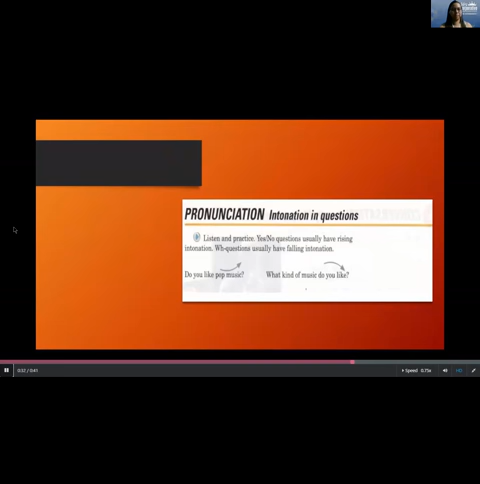 PRONUNCIATION Intonation in questions
Listen and practice. Yes/No questions usually have rising
intonation. Wh-questions usually have falling intonation.
Do you like pop music? What kind of music do you like?
0:32 / 0:41
Speed 0.75x